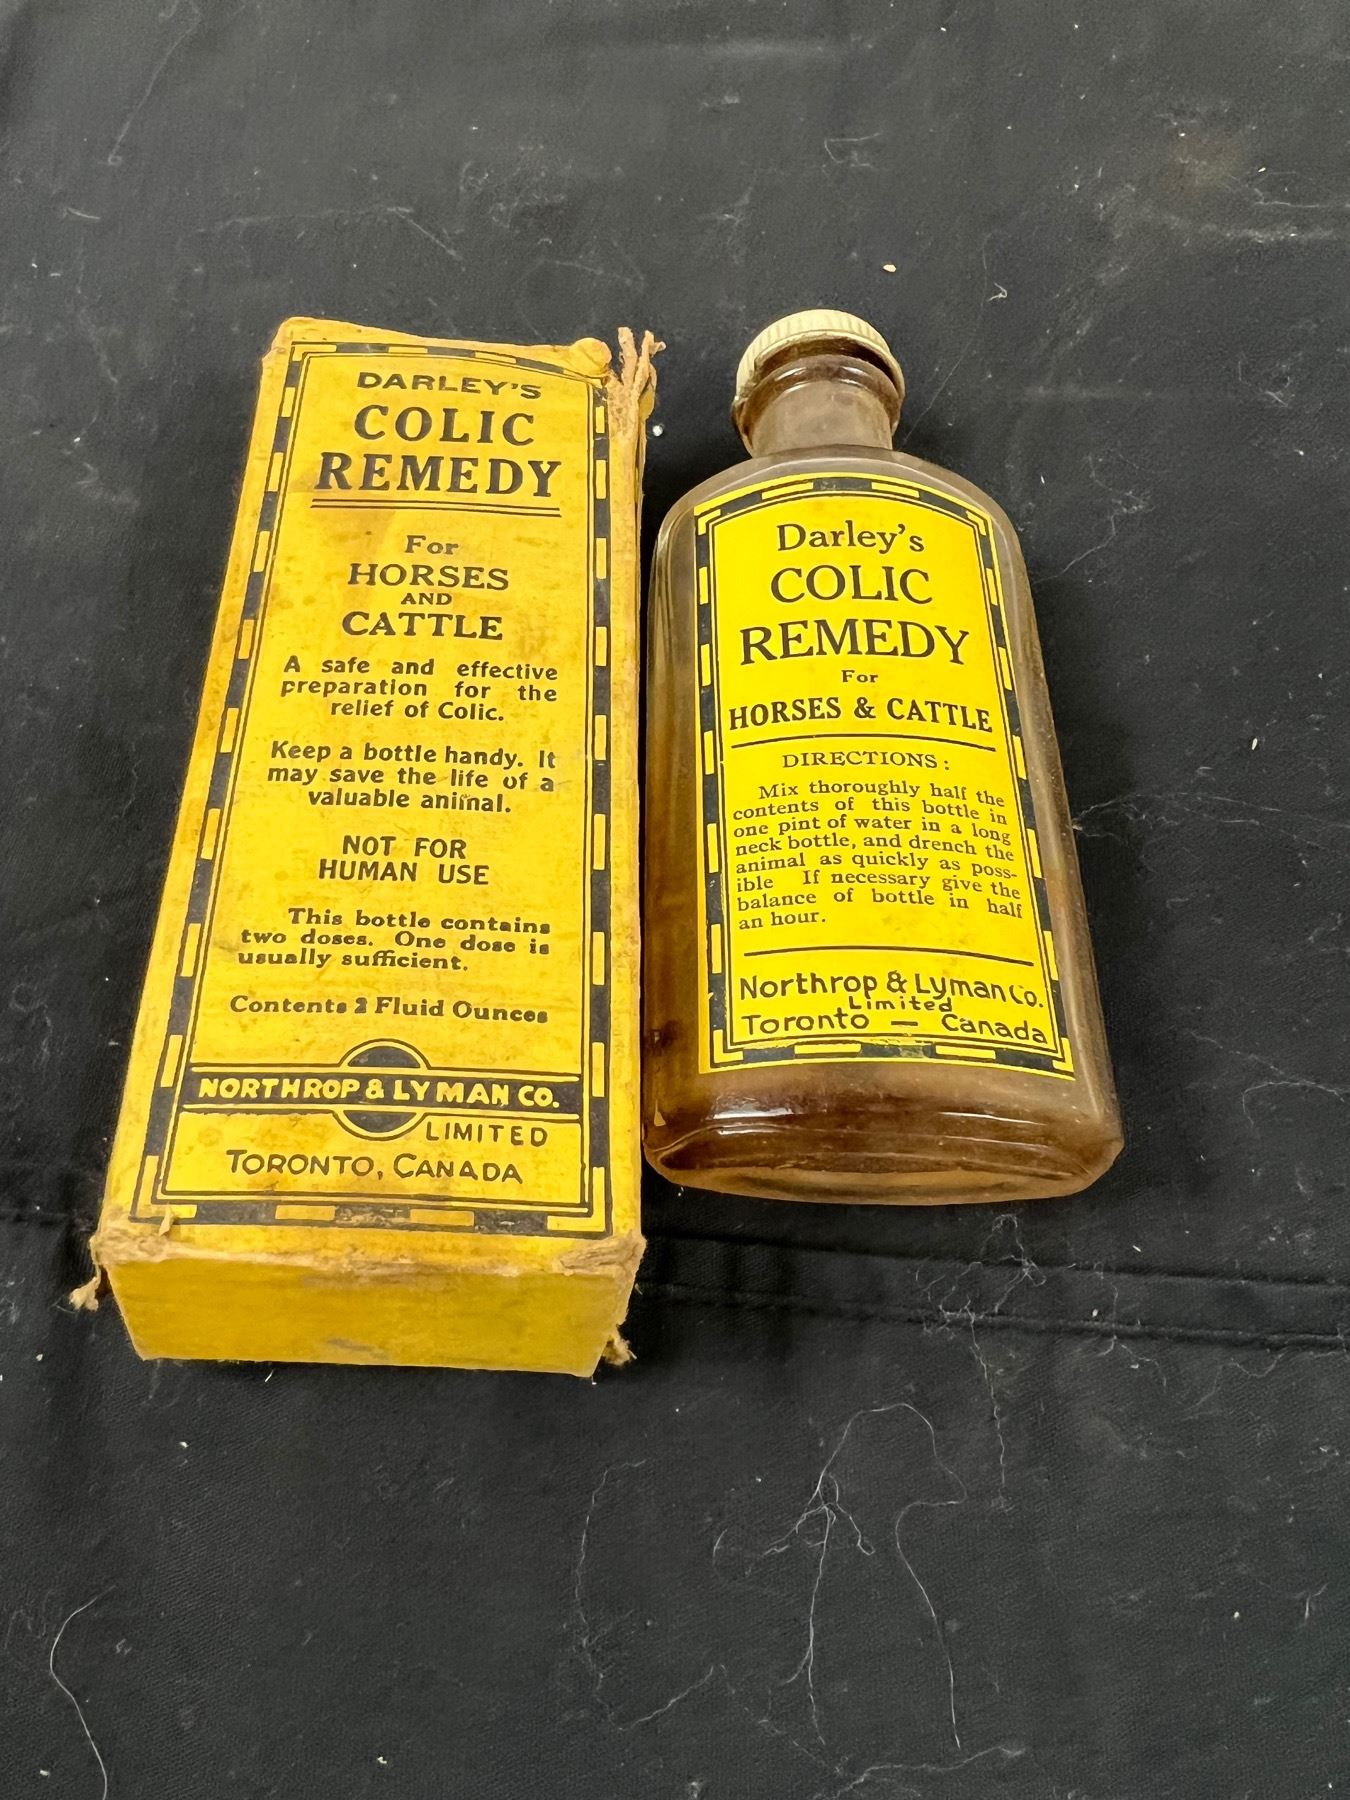 DARLEY'S
COLIC
REMEDY
For
HORSES
AND
CATTLE
A safe and effective
preparation for the
relief of Colic.
Keep a bottle handy. It
may save the life of a
valuable animal.
NOT FOR
HUMAN USE
This bottle contains
two doses. One dose is
usually sufficient.
Contents 2 Fluid Ounces
NORTHROP & LYMAN CO.
LIMITED
TORONTO, CANADA
Darley's
COLIC
REMEDY
For
HORSES & CATTLE
DIRECTIONS:
Mix thoroughly half the
contents of this bottle in
one pint of water in a long
neck bottle, and drench the
animal as quickly as poss-
ible If necessary give the
balance of bottle in half
an hour.
Northrop & Lyman Co.
Limited
Toronto — Canada